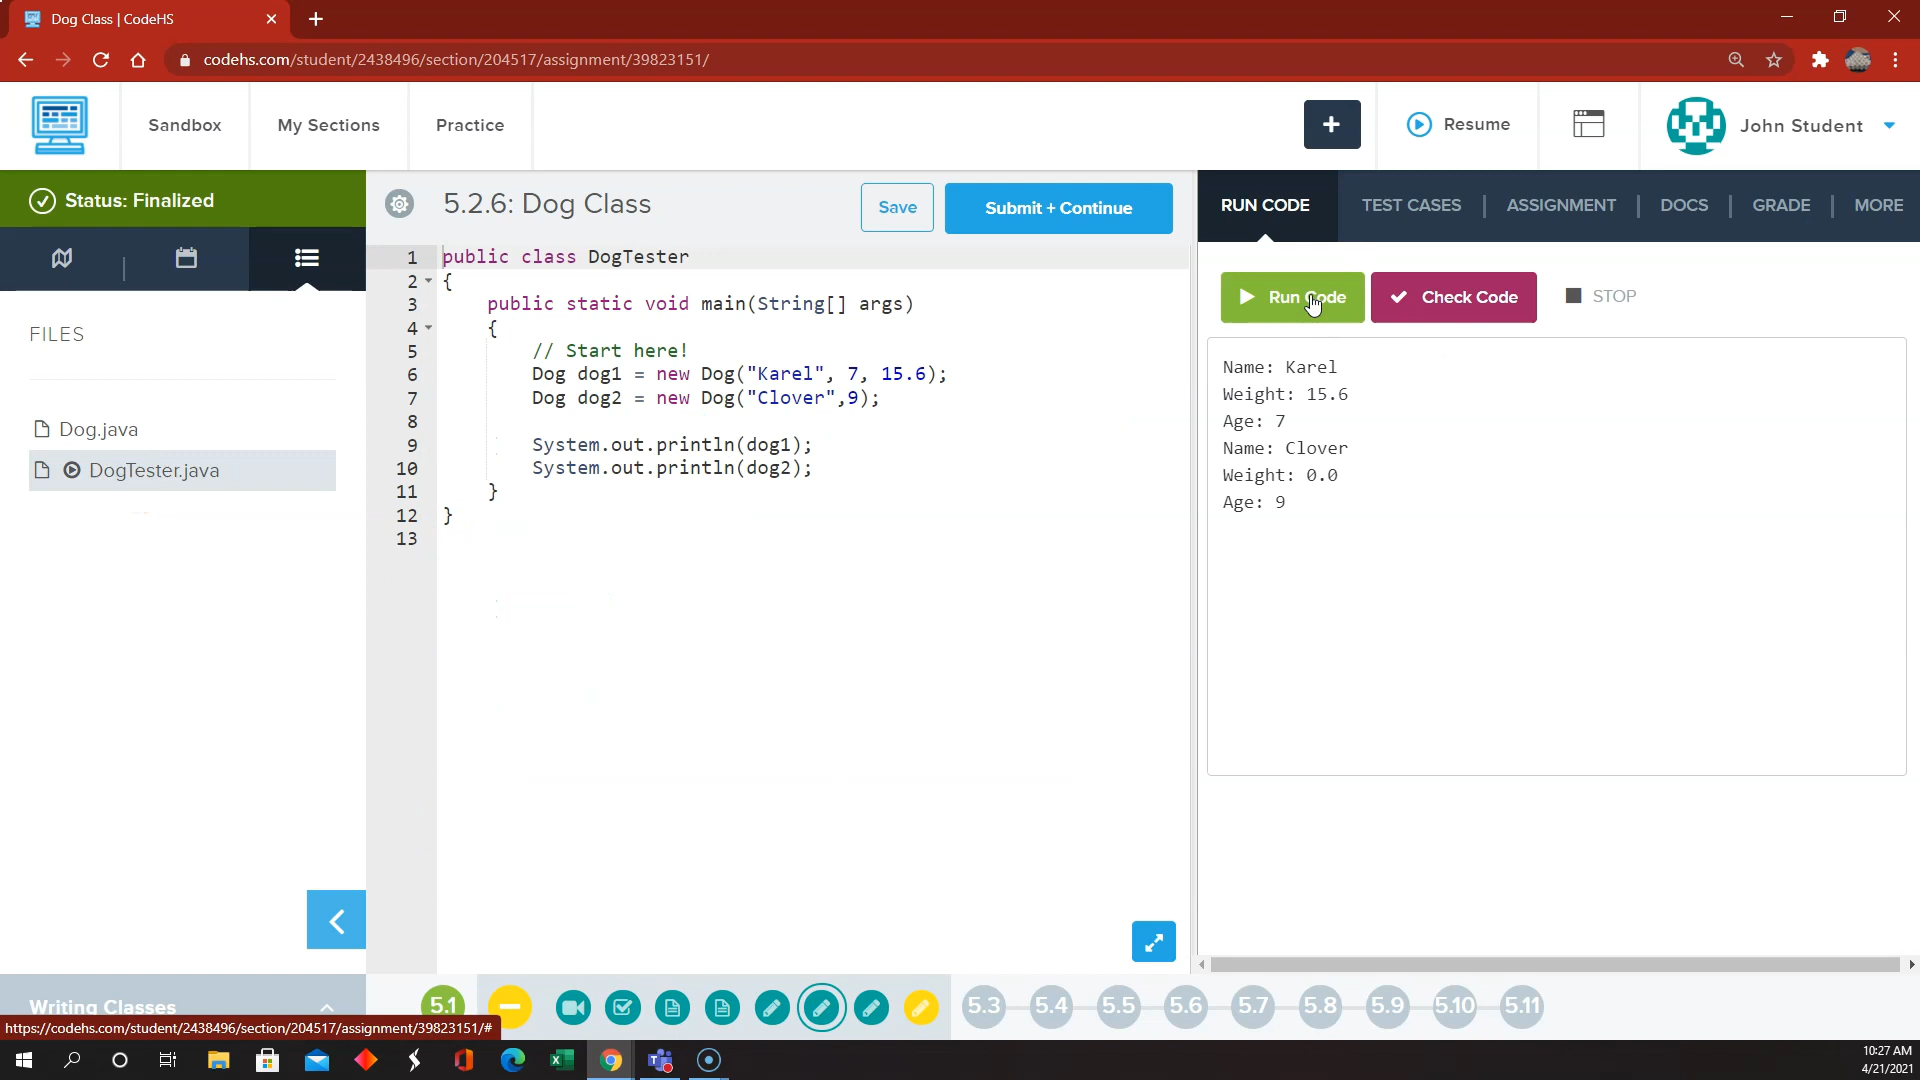 Dog Class | CodeHS
codehs.com/student/2438496/section/204517/assignment/39823151/
Sandbox
My Sections
Practice
+
Resume
John Student
Status: Finalized
5.2.6: Dog Class
Save
Submit + Continue
RUN CODE
TEST CASES
ASSIGNMENT
DOCS
GRADE
MORE
FILES
Dog.java
DogTester.java
1 public class DogTester
2 {
3 public static void main(String[] args)
4 {
5 // Start here!
6 Dog dog1 = new Dog("Karel", 7, 15.6);
7 Dog dog2 = new Dog("Clover",9);
8
9 System.out.println(dog1);
10 System.out.println(dog2);
11 }
12 }
13
Run Code
Check Code
STOP
Name: Karel
Weight: 15.6
Age: 7
Name: Clover
Weight: 0.0
Age: 9
Writing Classes
5.1
5.3
5.4
5.5
5.6
5.7
5.8
5.9
5.10
5.11
https://codehs.com/student/2438496/section/204517/assignment/39823151/#
10:27 AM
4/21/2021